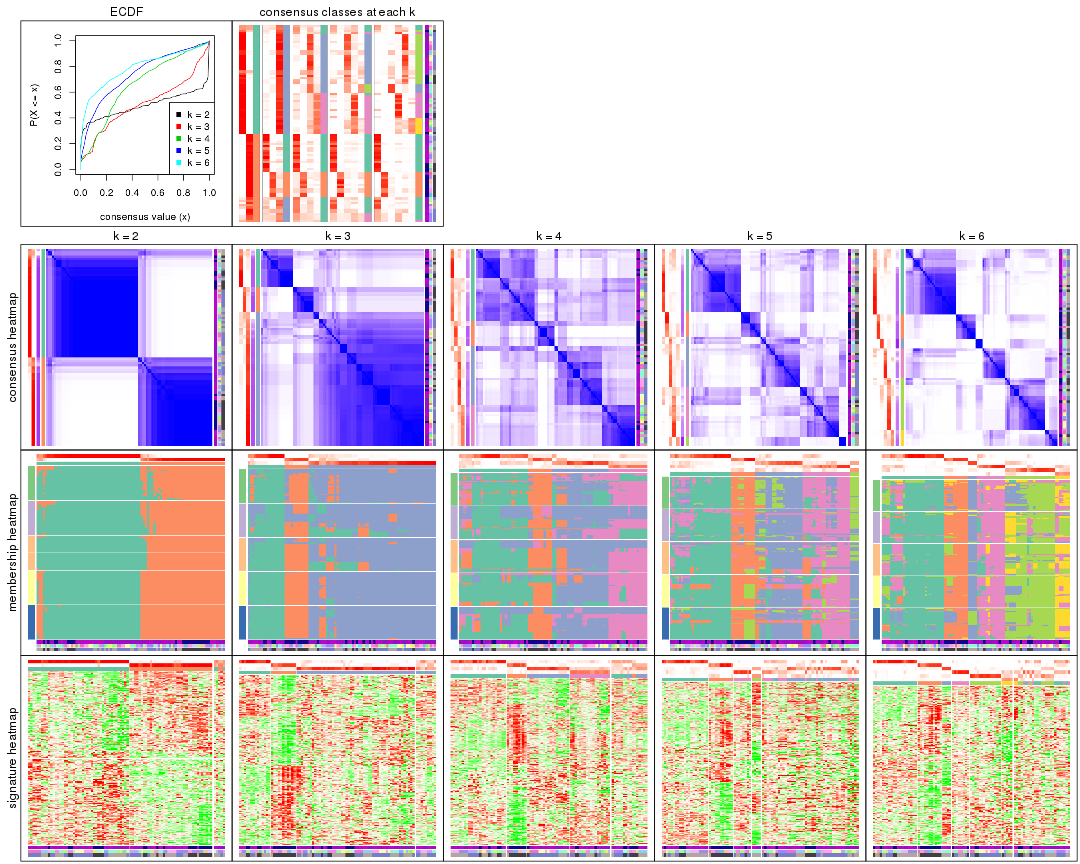 ECDF
consensus classes at each k
P(X <= x)
0.0 0.2 0.4 0.6 0.8 1.0
k = 2
k = 3
k = 4
k = 5
k = 6
0.0 0.2 0.4 0.6 0.8 1.0
consensus value (x)
k = 2 k = 3 k = 4 k = 5 k = 6
consensus heatmap
membership heatmap
signature heatmap